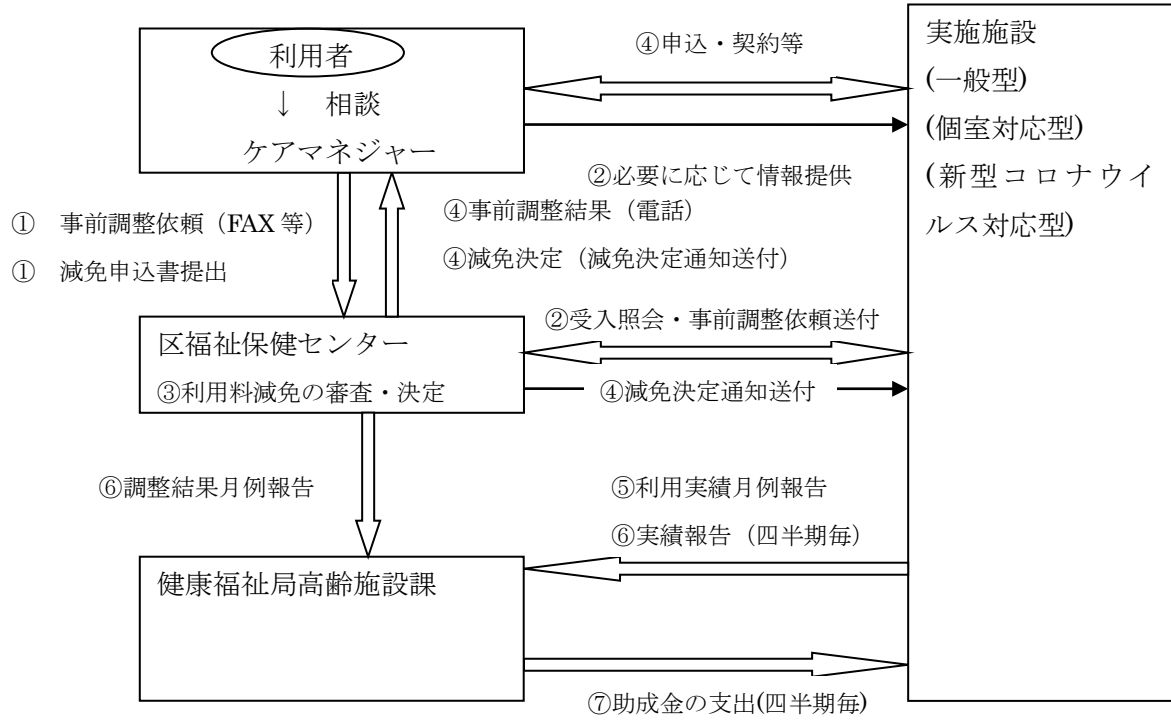 利用者
↓ 相談
ケアマネジャー
④申込・契約等
実施施設
(一般型)
(個室対応型)
(新型コロナウイ
ルス対応型)
②必要に応じて情報提供
① 事前調整依頼（FAX 等）
① 減免申込書提出
④事前調整結果（電話）
④減免決定（減免決定通知送付）
区福祉保健センター
③利用料減免の審査・決定
②受入照会・事前調整依頼送付
④減免決定通知送付
⑥調整結果月例報告
⑤利用実績月例報告
⑥実績報告（四半期毎）
健康福祉局高齢施設課
⑦助成金の支出(四半期毎)